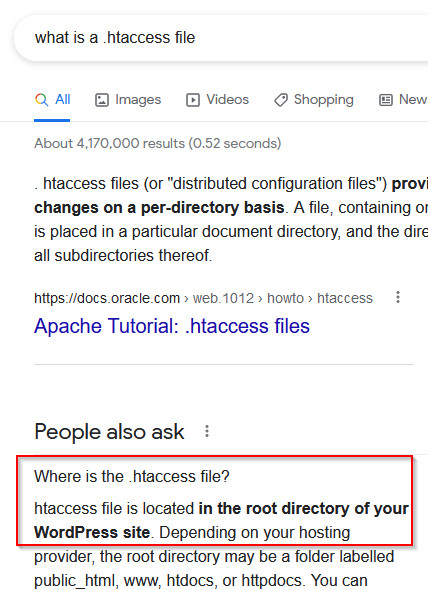 what is a .htaccess file
All Images Videos Shopping New
About 4,170,000 results (0.52 seconds)
. htaccess files (or "distributed configuration files") provi
changes on a per-directory basis. A file, containing or
is placed in a particular document directory, and the dire
all subdirectories thereof.
https://docs.oracle.com › web.1012 › howto › htaccess
Apache Tutorial: .htaccess files
People also ask
Where is the .htaccess file?
htaccess file is located in the root directory of your
WordPress site. Depending on your hosting
provider, the root directory may be a folder labelled
public_html, www, htdocs, or httpdocs. You can